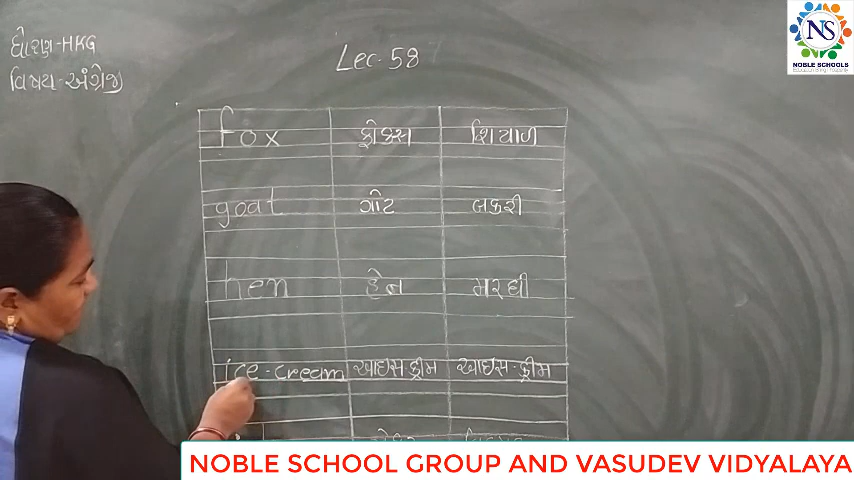 ધોરણ-HKG
વિષય-અંગ્રેજી
Lec-58
NS
NOBLE SCHOOLS
fox ફોક્સ શિયાળ
goat ગોટ બકરી
hen હેન મરઘી
ice-cream આઇસ-ક્રીમ આઇસ-ક્રીમ
NOBLE SCHOOL GROUP AND VASUDEV VIDYALAYA